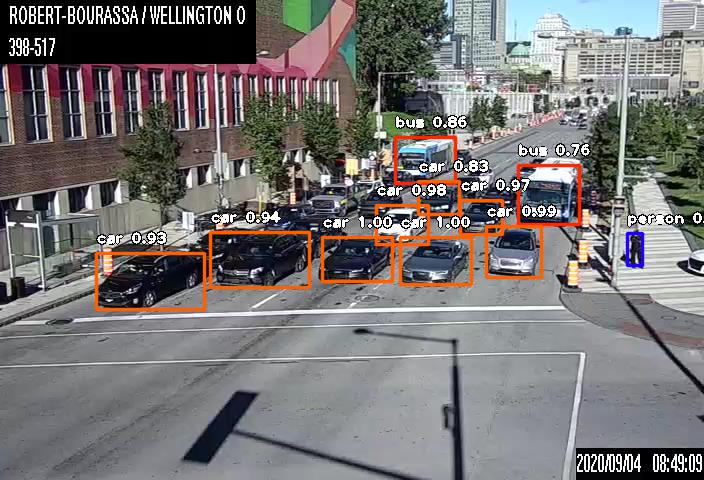 ROBERT-BOURASSA / WELLINGTON O
398-517
bus 0.86
car 0.83
bus 0.76
car 0.98
car 0.97
car 0.94
car 1.00
car 1.00
car 0.99
person 0.
car 0.93
2020/09/04 08:49:09